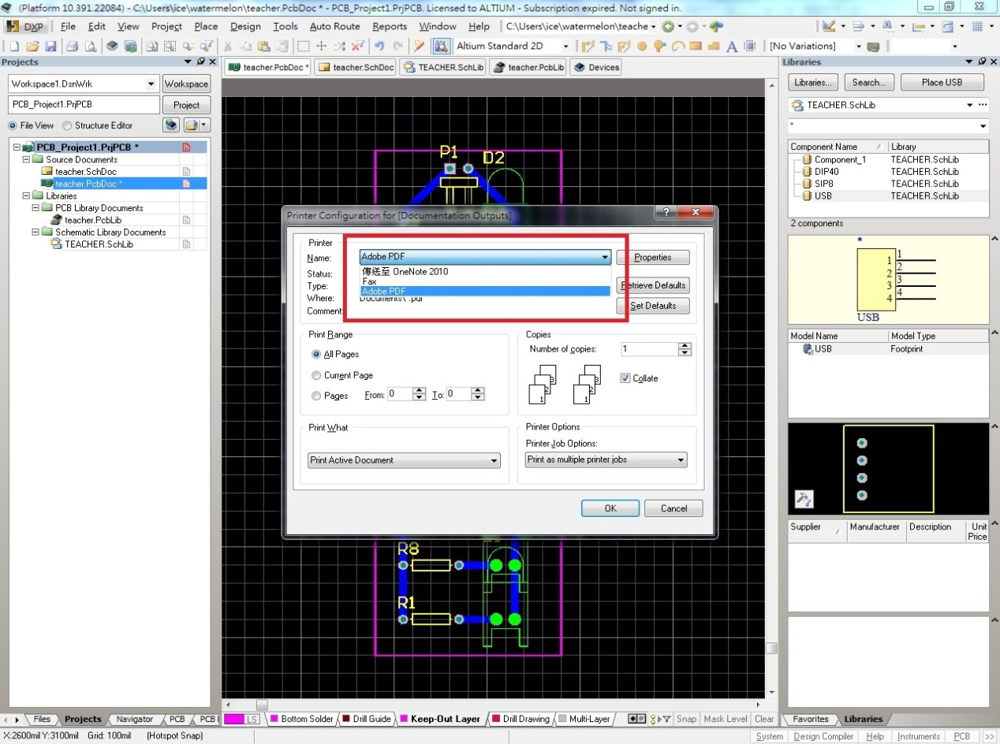 (Platform 10.391.22084) - C:\Users\ice\watermelon\teacher.PcbDoc * - PCB_Project1.PrjPCB. Licensed to ALTIUM - Subscription expired. Not signed in.
DXP File Edit View Project Place Design Tools Auto Route Reports Window Help C:\Users\ice\watermelon\teache
Altium Standard 2D [No Variations]
Projects
Workspace1.DsnWrk Workspace
PCB_Project1.PrjPCB Project
File View Structure Editor
PCB_Project1.PrjPCB *
Source Documents
teacher.SchDoc
teacher.PcbDoc *
Libraries
PCB Library Documents
teacher.PcbLib
Schematic Library Documents
TEACHER.SchLib
teacher.PcbDoc * teacher.SchDoc TEACHER.SchLib teacher.PcbLib Devices
P1
D2
Printer Configuration for [Documentation Outputs]
Printer
Name: Adobe PDF Properties
傳送至 OneNote 2010
Fax
Adobe PDF
Status:
Type:
Where: Documents\*.pdf
Comment:
Retrieve Defaults
Set Defaults
Print Range
All Pages
Current Page
Pages From: 0 To: 0
Copies
Number of copies: 1
Collate
3
2
1
3
2
1
Print What
Print Active Document
Printer Options
Printer Job Options:
Print as multiple printer jobs
OK Cancel
R8
R1
Libraries
Libraries... Search... Place USB
TEACHER.SchLib
*
Component Name / Library
Component_1 TEACHER.SchLib
DIP40 TEACHER.SchLib
SIP8 TEACHER.SchLib
USB TEACHER.SchLib
2 components
*
1 1
2 2
3 3
4 4
USB
Model Name Model Type
USB Footprint
Supplier / Manufacturer Description Unit Price
Files Projects Navigator PCB PCB
LS Bottom Solder Drill Guide Keep-Out Layer Drill Drawing Multi-Layer Snap Mask Level Clear
Favorites Libraries
X:2600mil Y:3100mil Grid: 100mil (Hotspot Snap)
System Design Compiler Help Instruments PCB >>